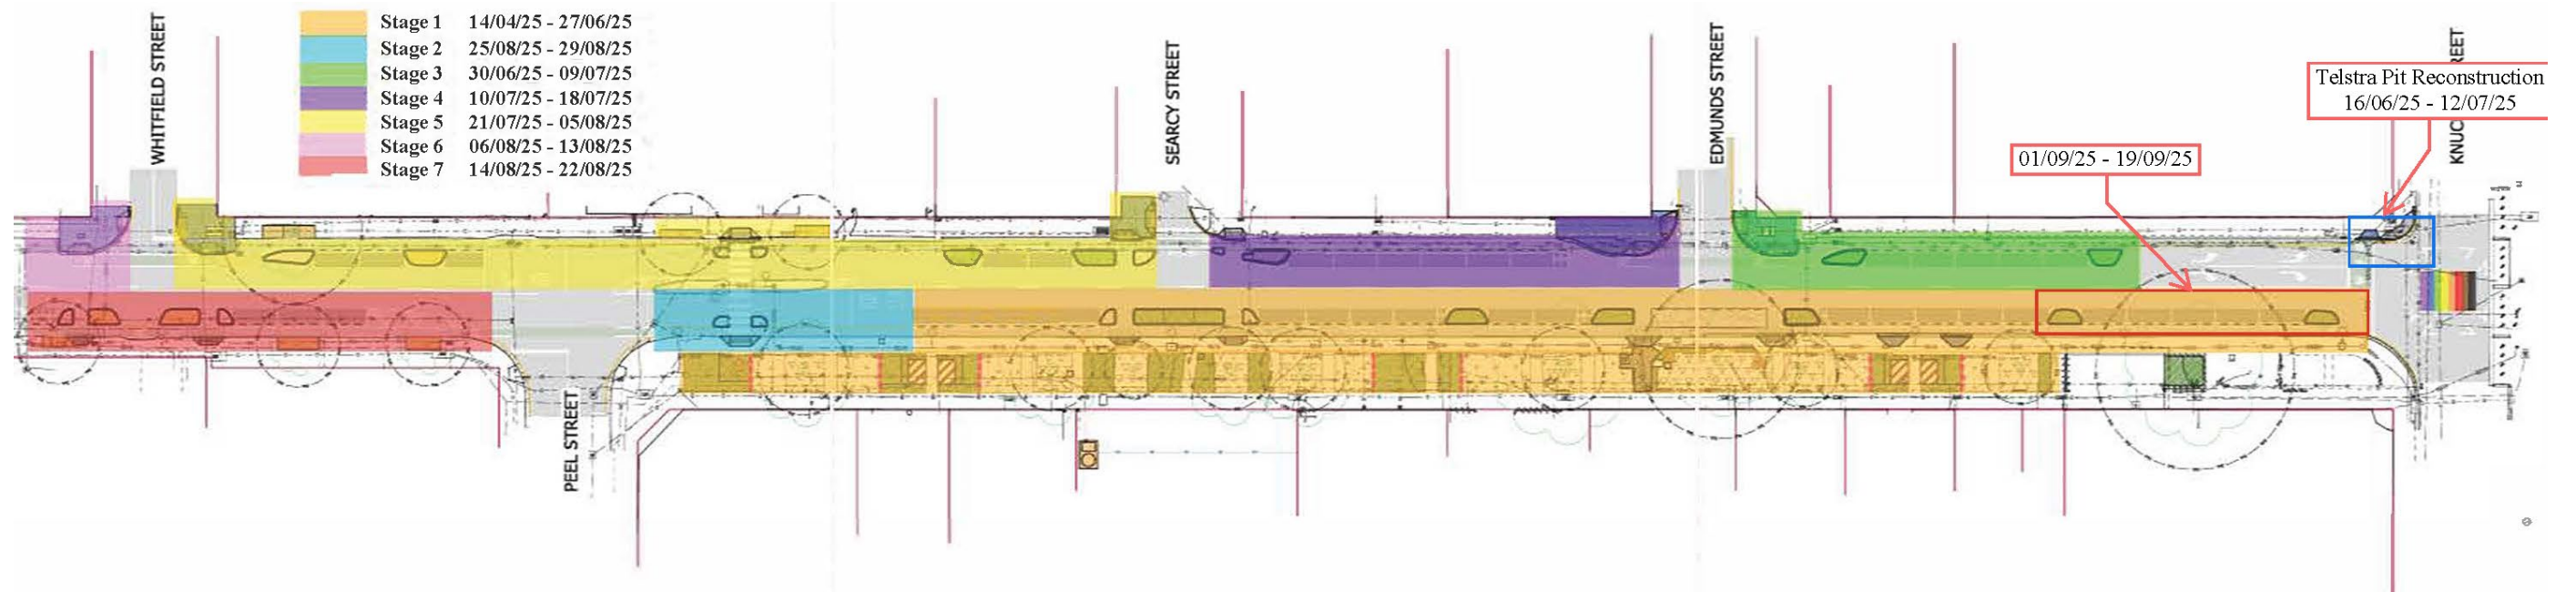 WHITFIELD STREET
Stage 1 14/04/25 - 27/06/25
Stage 2 25/08/25 - 29/08/25
Stage 3 30/06/25 - 09/07/25
Stage 4 10/07/25 - 18/07/25
Stage 5 21/07/25 - 05/08/25
Stage 6 06/08/25 - 13/08/25
Stage 7 14/08/25 - 22/08/25
SEARCY STREET
EDMUNDS STREET
Telstra Pit Reconstruction
16/06/25 - 12/07/25
KNUC
REET
01/09/25 - 19/09/25
PEEL STREET